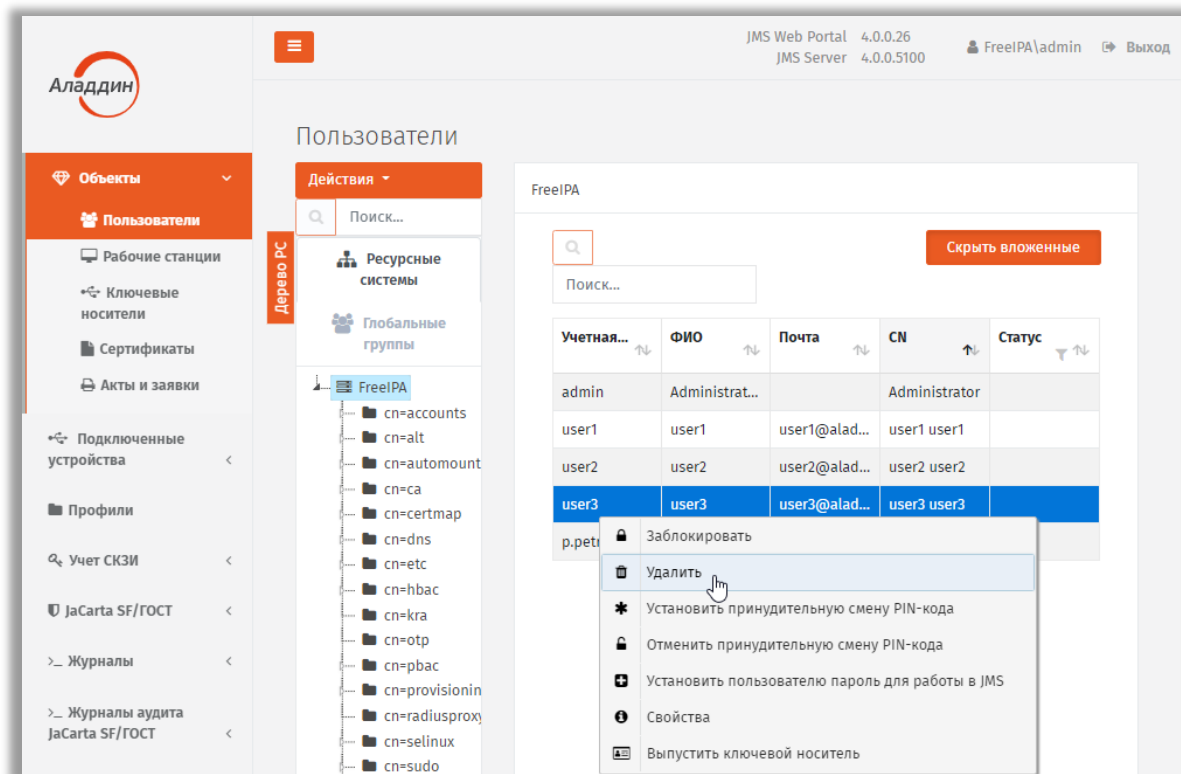 Аладдин
JMS Web Portal 4.0.0.26
JMS Server 4.0.0.5100
FreeIPA\admin
Выход
Объекты
Пользователи
Рабочие станции
Ключевые
носители
Сертификаты
Акты и заявки
Подключенные
устройства
Профили
Учет СКЗИ
JaCarta SF/ГОСТ
>_ Журналы
>_ Журналы аудита
JaCarta SF/ГОСТ
Пользователи
Действия
Поиск...
Дерево РС
Ресурсные
системы
Глобальные
группы
FreeIPA
cn=accounts
cn=alt
cn=automount
cn=ca
cn=certmap
cn=dns
cn=etc
cn=hbac
cn=kra
cn=otp
cn=pbac
cn=provisionin
cn=radiusproxy
cn=selinux
cn=sudo
FreeIPA
Скрыть вложенные
Поиск...
Учетная... ФИО Почта CN Статус
admin Administrat... Administrator
user1 user1 user1@alad... user1 user1
user2 user2 user2@alad... user2 user2
user3 user3 user3@alad... user3 user3
p.petr
Заблокировать
Удалить
Установить принудительную смену PIN-кода
Отменить принудительную смену PIN-кода
Установить пользователю пароль для работы в JMS
Свойства
Выпустить ключевой носитель